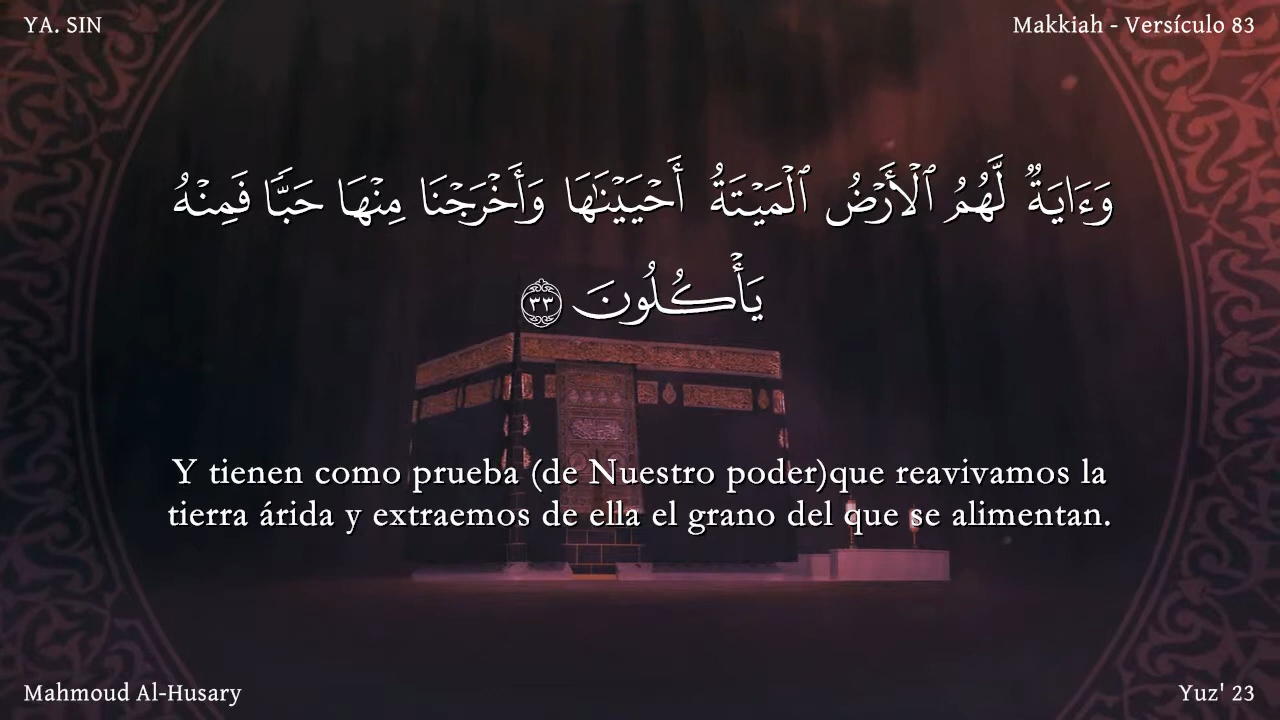 YA. SIN
Makkiah - Versículo 83
وَءَايَةٌ لَّهُمُ ٱلْأَرْضُ ٱلْمَيْتَةُ أَحْيَيْنَٰهَا وَأَخْرَجْنَا مِنْهَا حَبًّا فَمِنْهُ
يَأْكُلُونَ ٣٣
Y tienen como prueba (de Nuestro poder)que reavivamos la
tierra árida y extraemos de ella el grano del que se alimentan.
Mahmoud Al-Husary
Yuz' 23